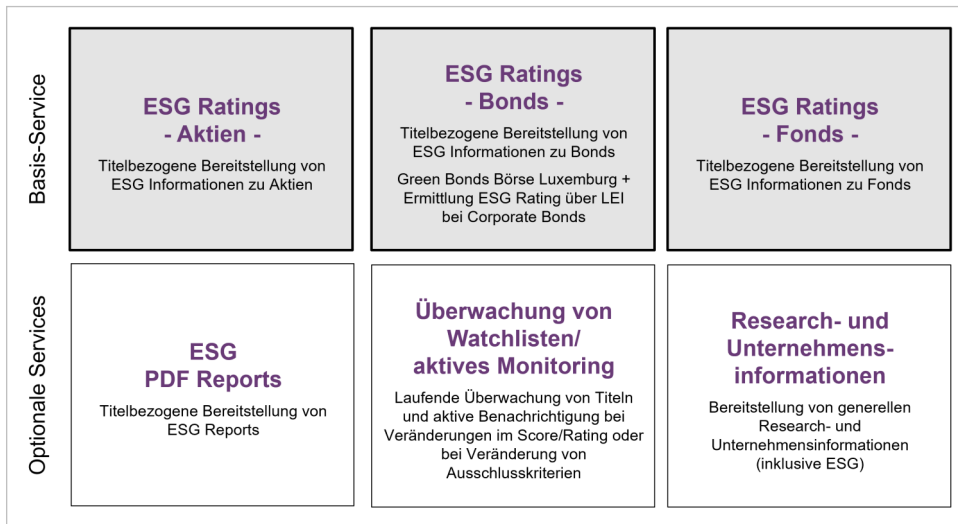 Basis-Service
ESG Ratings
- Aktien -
Titelbezogene Bereitstellung von
ESG Informationen zu Aktien
ESG Ratings
- Bonds -
Titelbezogene Bereitstellung von
ESG Informationen zu Bonds
Green Bonds Börse Luxemburg +
Ermittlung ESG Rating über LEI
bei Corporate Bonds
ESG Ratings
- Fonds -
Titelbezogene Bereitstellung von
ESG Informationen zu Fonds
Optionale Services
ESG
PDF Reports
Titelbezogene Bereitstellung von
ESG Reports
Überwachung von
Watchlisten/
aktives Monitoring
Laufende Überwachung von Titeln
und aktive Benachrichtigung bei
Veränderungen im Score/Rating oder
bei Veränderung von
Ausschlusskriterien
Research- und
Unternehmens-
informationen
Bereitstellung von generellen
Research- und
Unternehmensinformationen
(inklusive ESG)